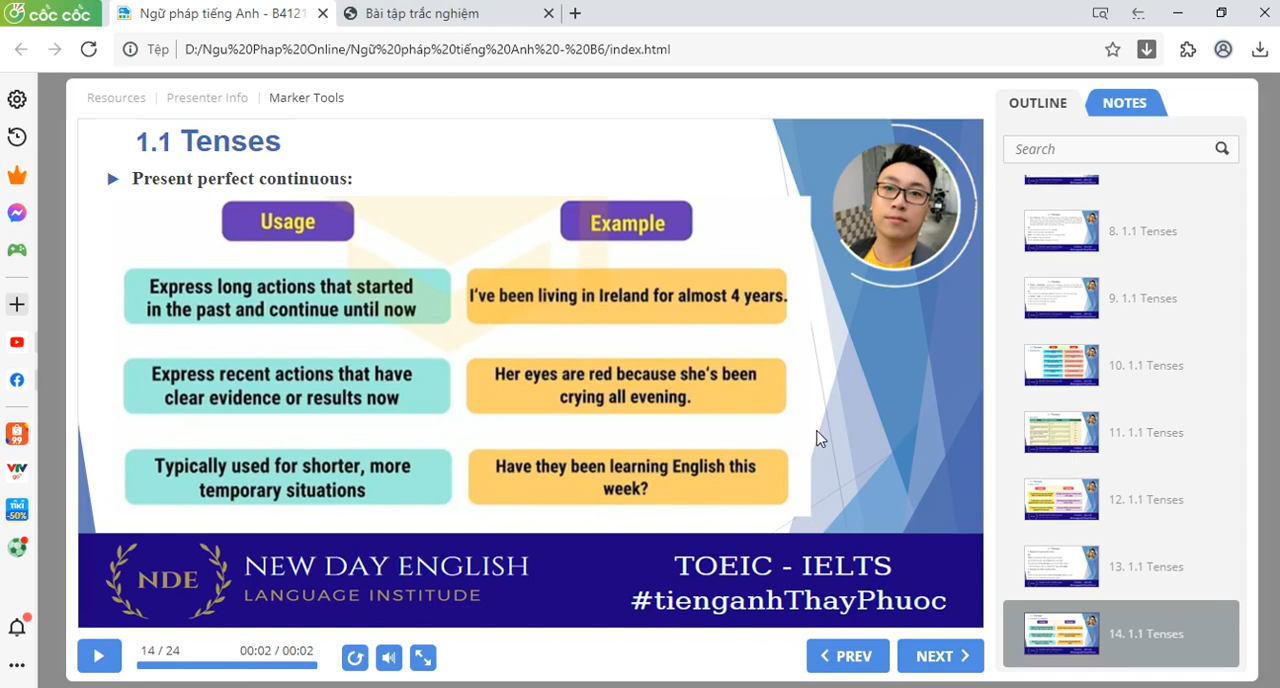 cốc cốc
Ngữ pháp tiếng Anh - B4121
Bài tập trắc nghiệm
Tệp
D:/Ngu%20Phap%20Online/Ngữ%20pháp%20tiếng%20Anh%20-%20B6/index.html
Resources
Presenter Info
Marker Tools
1.1 Tenses
Present perfect continuous:
Usage
Example
Express long actions that started
in the past and continue until now
I've been living in Ireland for almost 4 years.
Express recent actions that have
clear evidence or results now
Her eyes are red because she's been
crying all evening.
Typically used for shorter, more
temporary situations
Have they been learning English this
week?
NDE
NEW DAY ENGLISH
LANGUAGE INSTITUDE
TOEIC - IELTS
#tienganhThayPhuoc
14 / 24
00:02 / 00:02
PREV
NEXT
OUTLINE
NOTES
Search
8. 1.1 Tenses
9. 1.1 Tenses
10. 1.1 Tenses
11. 1.1 Tenses
12. 1.1 Tenses
13. 1.1 Tenses
14. 1.1 Tenses